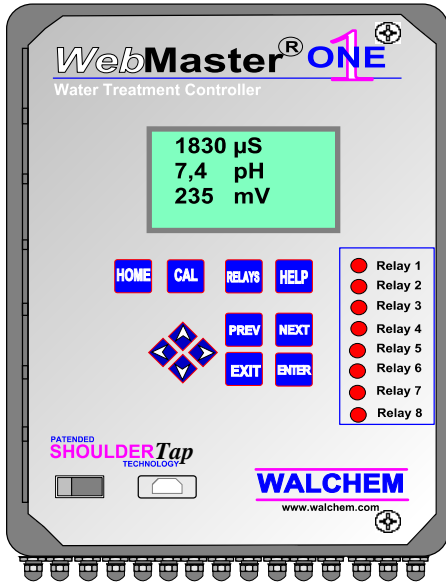 WebMaster® ONE 1
Water Treatment Controller
1830 µS
7,4 pH
235 mV
HOME CAL RELAYS HELP
PREV NEXT
EXIT ENTER
Relay 1
Relay 2
Relay 3
Relay 4
Relay 5
Relay 6
Relay 7
Relay 8
PATENDED
SHOULDERTap
TECHNOLOGY
WALCHEM
www.walchem.com